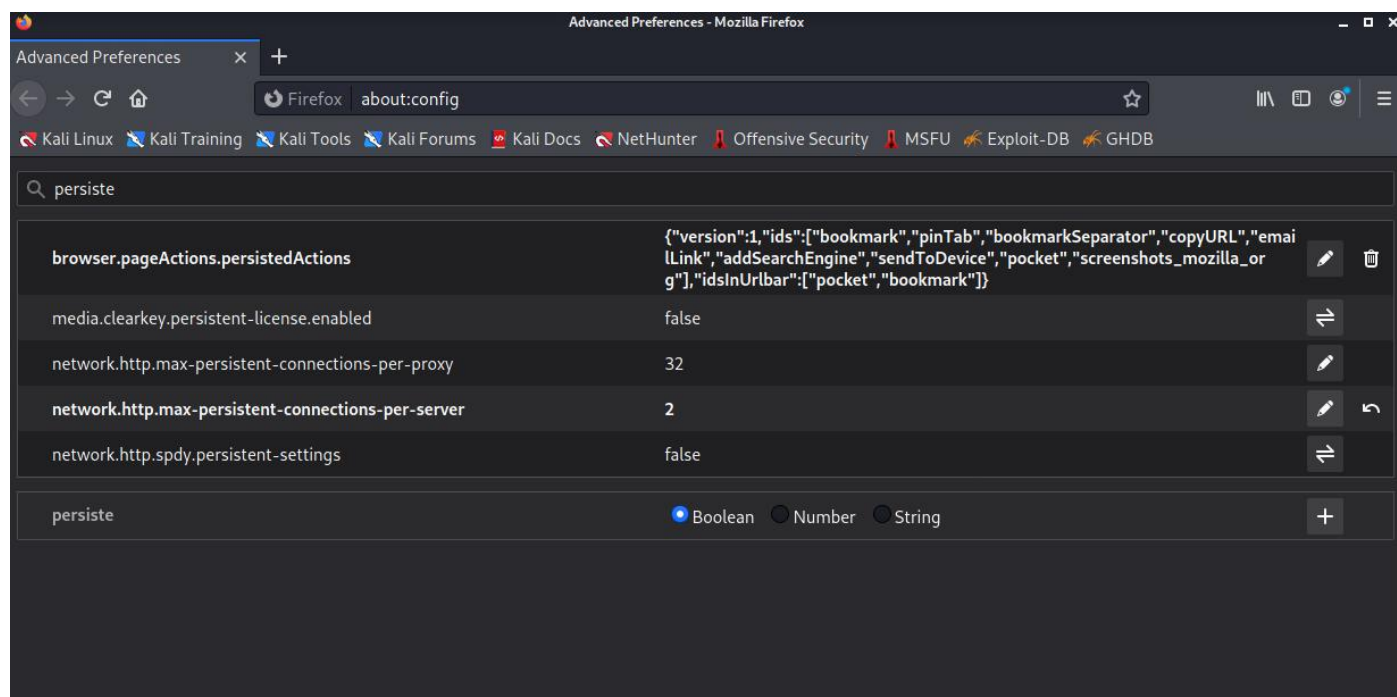 Advanced Preferences - Mozilla Firefox
Advanced Preferences
Firefox about:config
Kali Linux Kali Training Kali Tools Kali Forums Kali Docs NetHunter Offensive Security MSFU Exploit-DB GHDB
persiste
browser.pageActions.persistedActions
{"version":1,"ids":["bookmark","pinTab","bookmarkSeparator","copyURL","emai
lLink","addSearchEngine","sendToDevice","pocket","screenshots_mozilla_or
g"],"idsInUrlbar":["pocket","bookmark"]}
media.clearkey.persistent-license.enabled false
network.http.max-persistent-connections-per-proxy 32
network.http.max-persistent-connections-per-server 2
network.http.spdy.persistent-settings false
persiste Boolean Number String